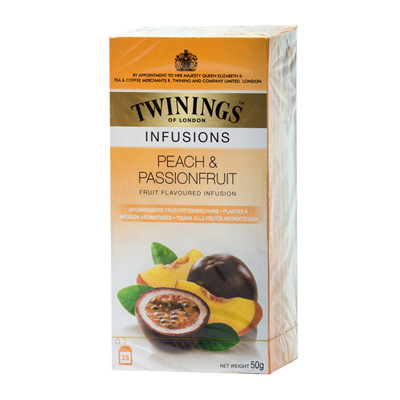 BY APPOINTMENT TO HER MAJESTY QUEEN ELIZABETH II
TEA & COFFEE MERCHANTS R. TWINING AND COMPANY LIMITED, LONDON
TWININGS™
OF LONDON
INFUSIONS
PEACH &
PASSIONFRUIT
FRUIT FLAVOURED INFUSION
AROMATISIERTE FRÜCHTETEEMISCHUNG • PLANTES À
INFUSION AROMATISÉES • TISANA ALLA FRUTTA AROMATIZZATA
25
NET WEIGHT 50g